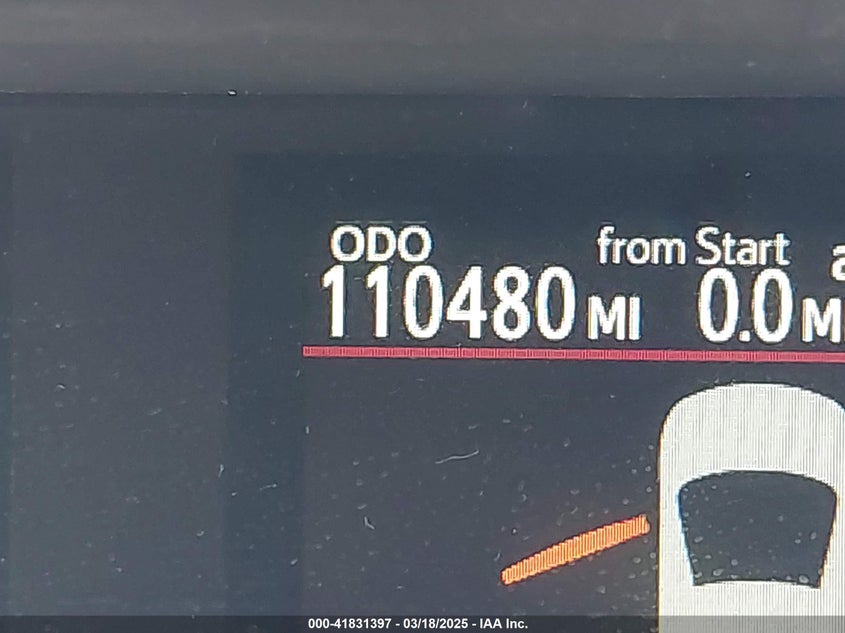 ODO from Start
110480 MI 0.0 M
000-41831397 - 03/18/2025 - IAA Inc.